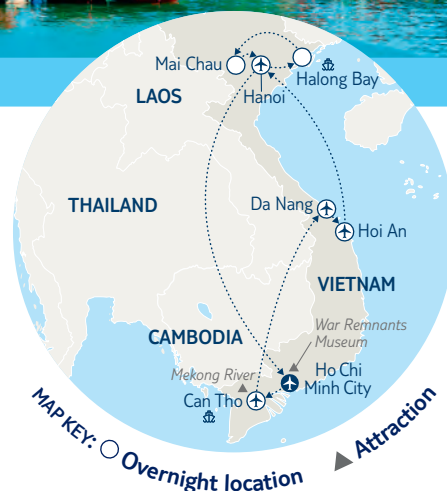 Mai Chau
Hanoi
Halong Bay
LAOS
THAILAND
Da Nang
Hoi An
VIETNAM
CAMBODIA
War Remnants
Museum
Mekong River
Ho Chi
Minh City
Can Tho
MAP KEY: Overnight location
Attraction